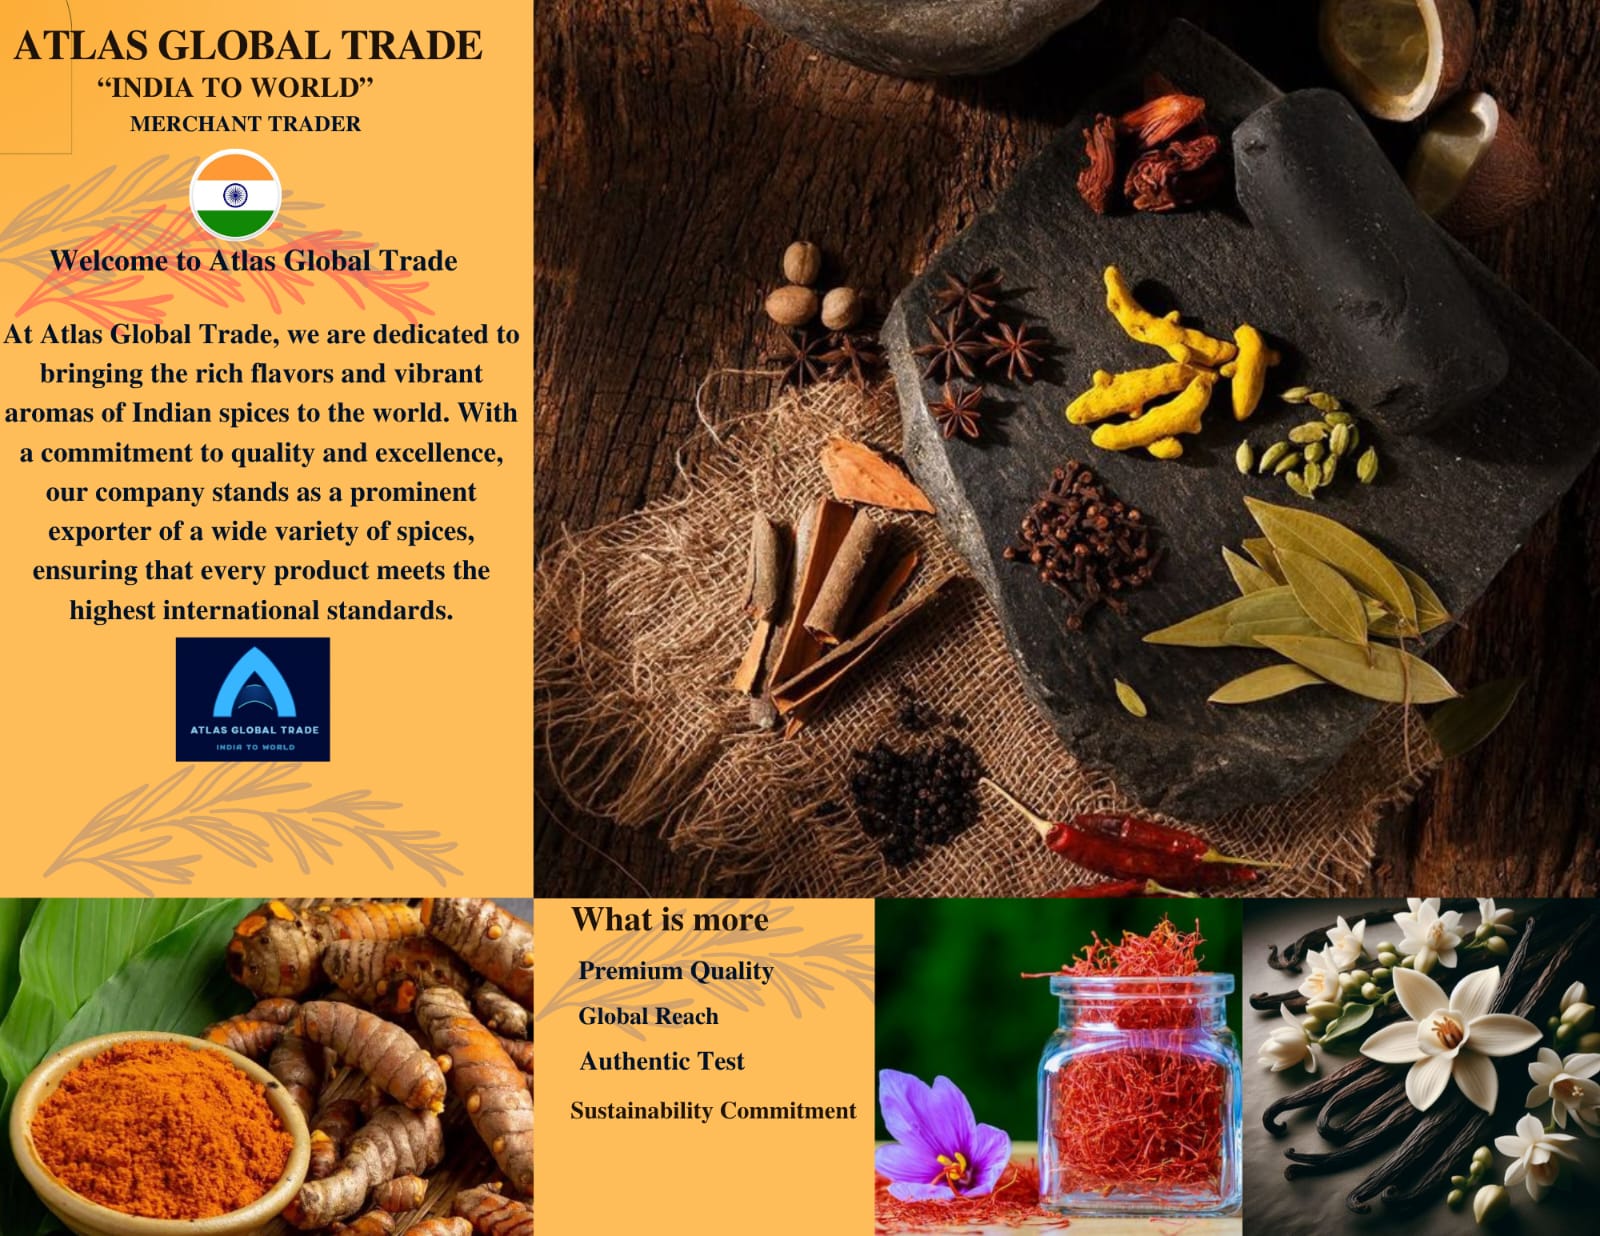 ATLAS GLOBAL TRADE
“INDIA TO WORLD”
MERCHANT TRADER
Welcome to Atlas Global Trade
At Atlas Global Trade, we are dedicated to
bringing the rich flavors and vibrant
aromas of Indian spices to the world. With
a commitment to quality and excellence,
our company stands as a prominent
exporter of a wide variety of spices,
ensuring that every product meets the
highest international standards.
ATLAS GLOBAL TRADE
INDIA TO WORLD
What is more
Premium Quality
Global Reach
Authentic Test
Sustainability Commitment